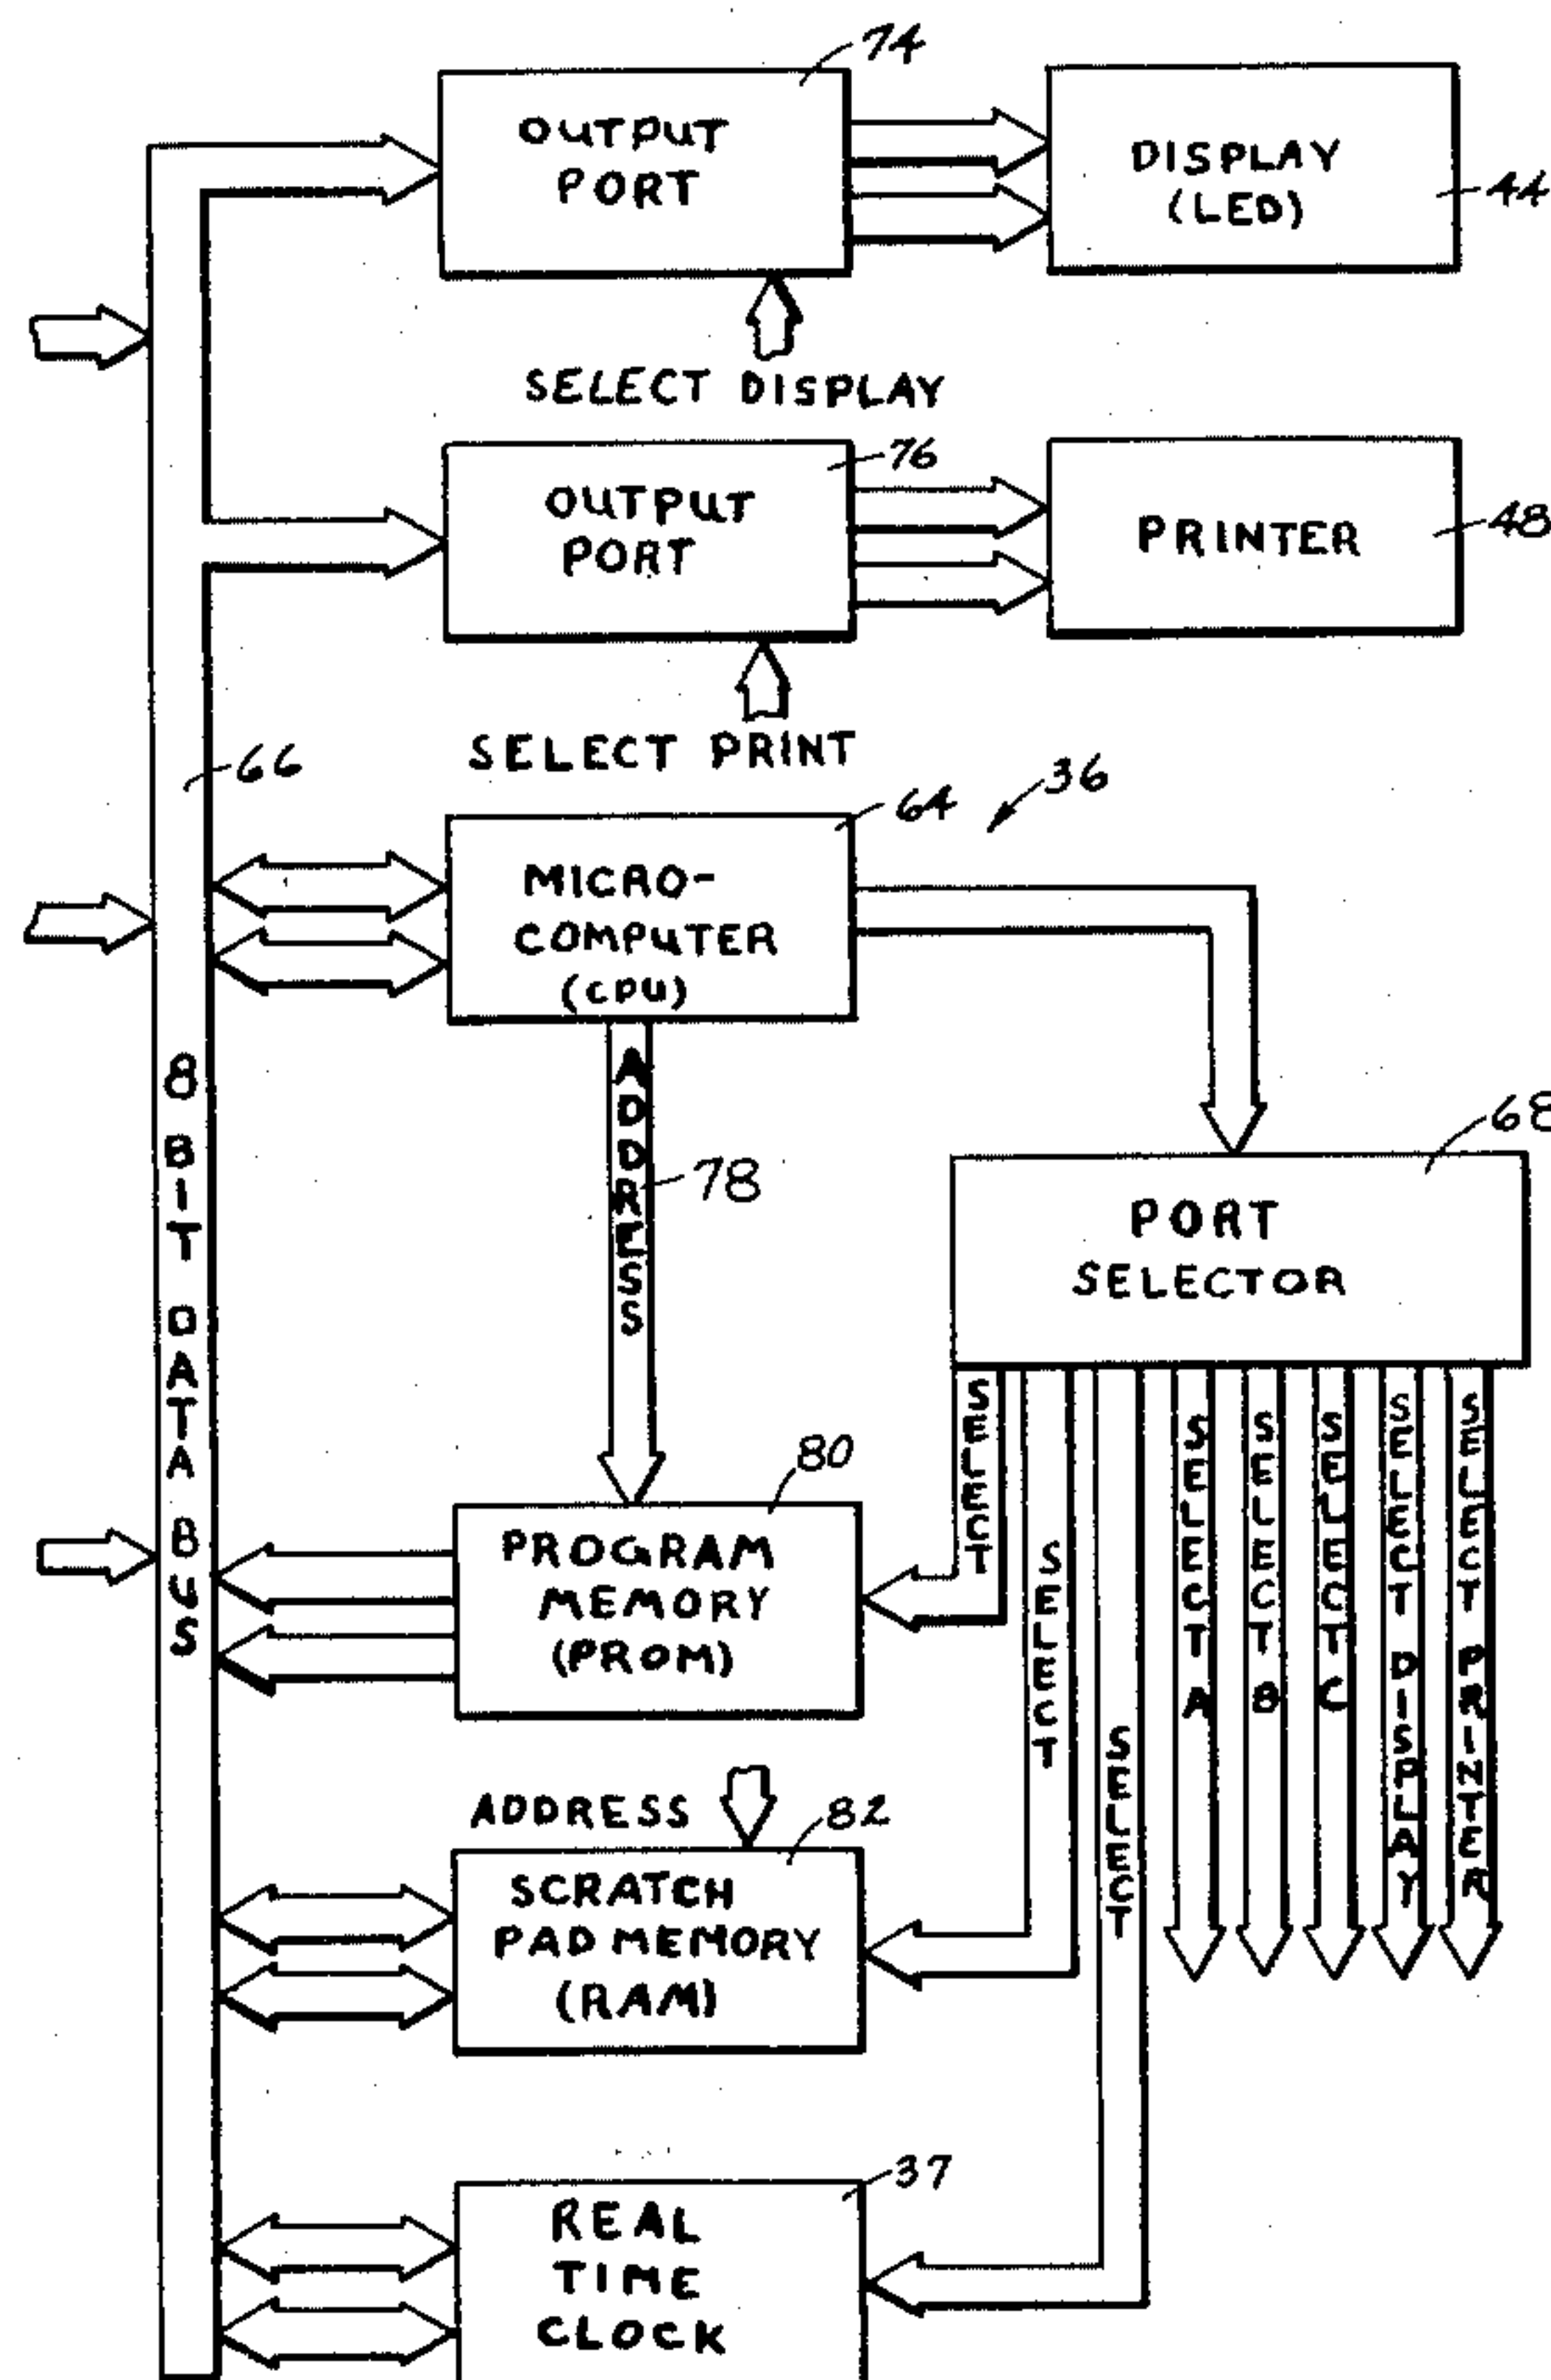 74
OUTPUT
PORT
DISPLAY
(LED)
44
SELECT DISPLAY
76
OUTPUT
PORT
PRINTER
48
SELECT PRINT
66
64
36
MICRO-
COMPUTER
(CPU)
8 BIT DATA BUS
ADDRESS
78
68
PORT
SELECTOR
80
PROGRAM
MEMORY
(PROM)
SELECT
SELECT
SELECT
SELECT A
SELECT B
SELECT C
SELECT DISPLAY
SELECT PRINTER
ADDRESS
82
SCRATCH
PAD MEMORY
(RAM)
37
REAL
TIME
CLOCK